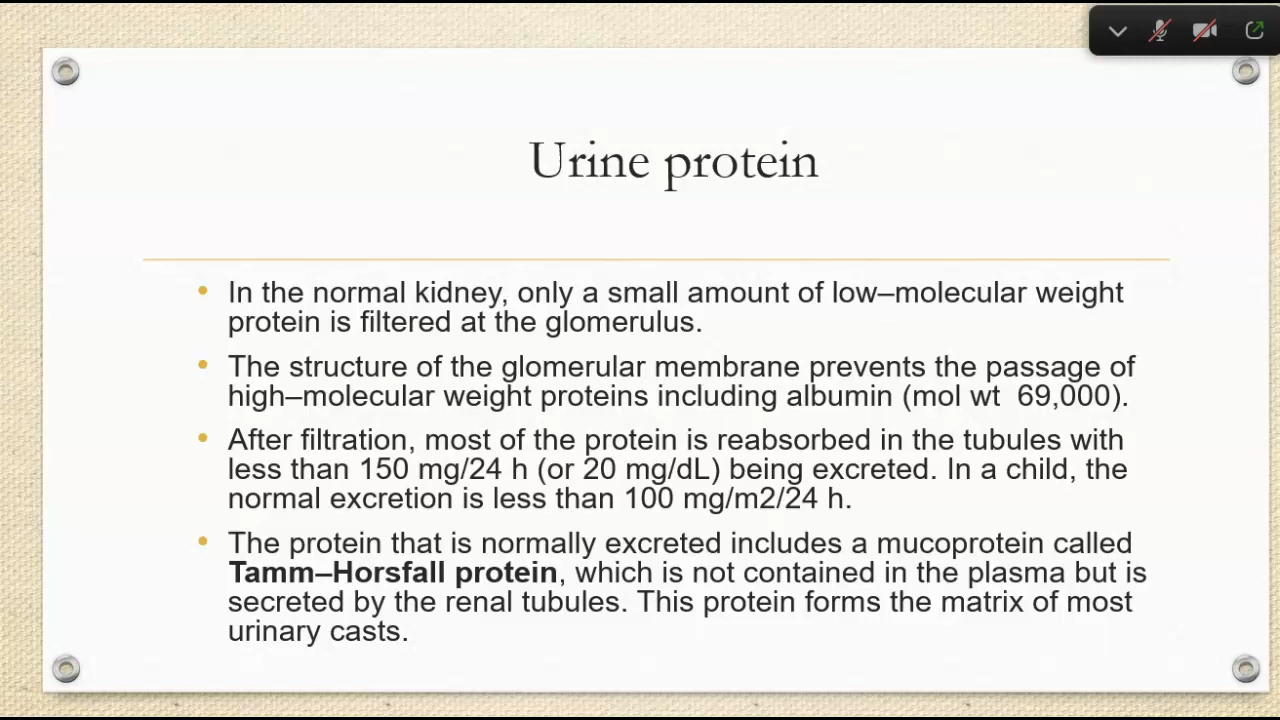 Urine protein
• In the normal kidney, only a small amount of low–molecular weight
protein is filtered at the glomerulus.
• The structure of the glomerular membrane prevents the passage of
high–molecular weight proteins including albumin (mol wt  69,000).
• After filtration, most of the protein is reabsorbed in the tubules with
less than 150 mg/24 h (or 20 mg/dL) being excreted. In a child, the
normal excretion is less than 100 mg/m2/24 h.
• The protein that is normally excreted includes a mucoprotein called
Tamm–Horsfall protein, which is not contained in the plasma but is
secreted by the renal tubules. This protein forms the matrix of most
urinary casts.